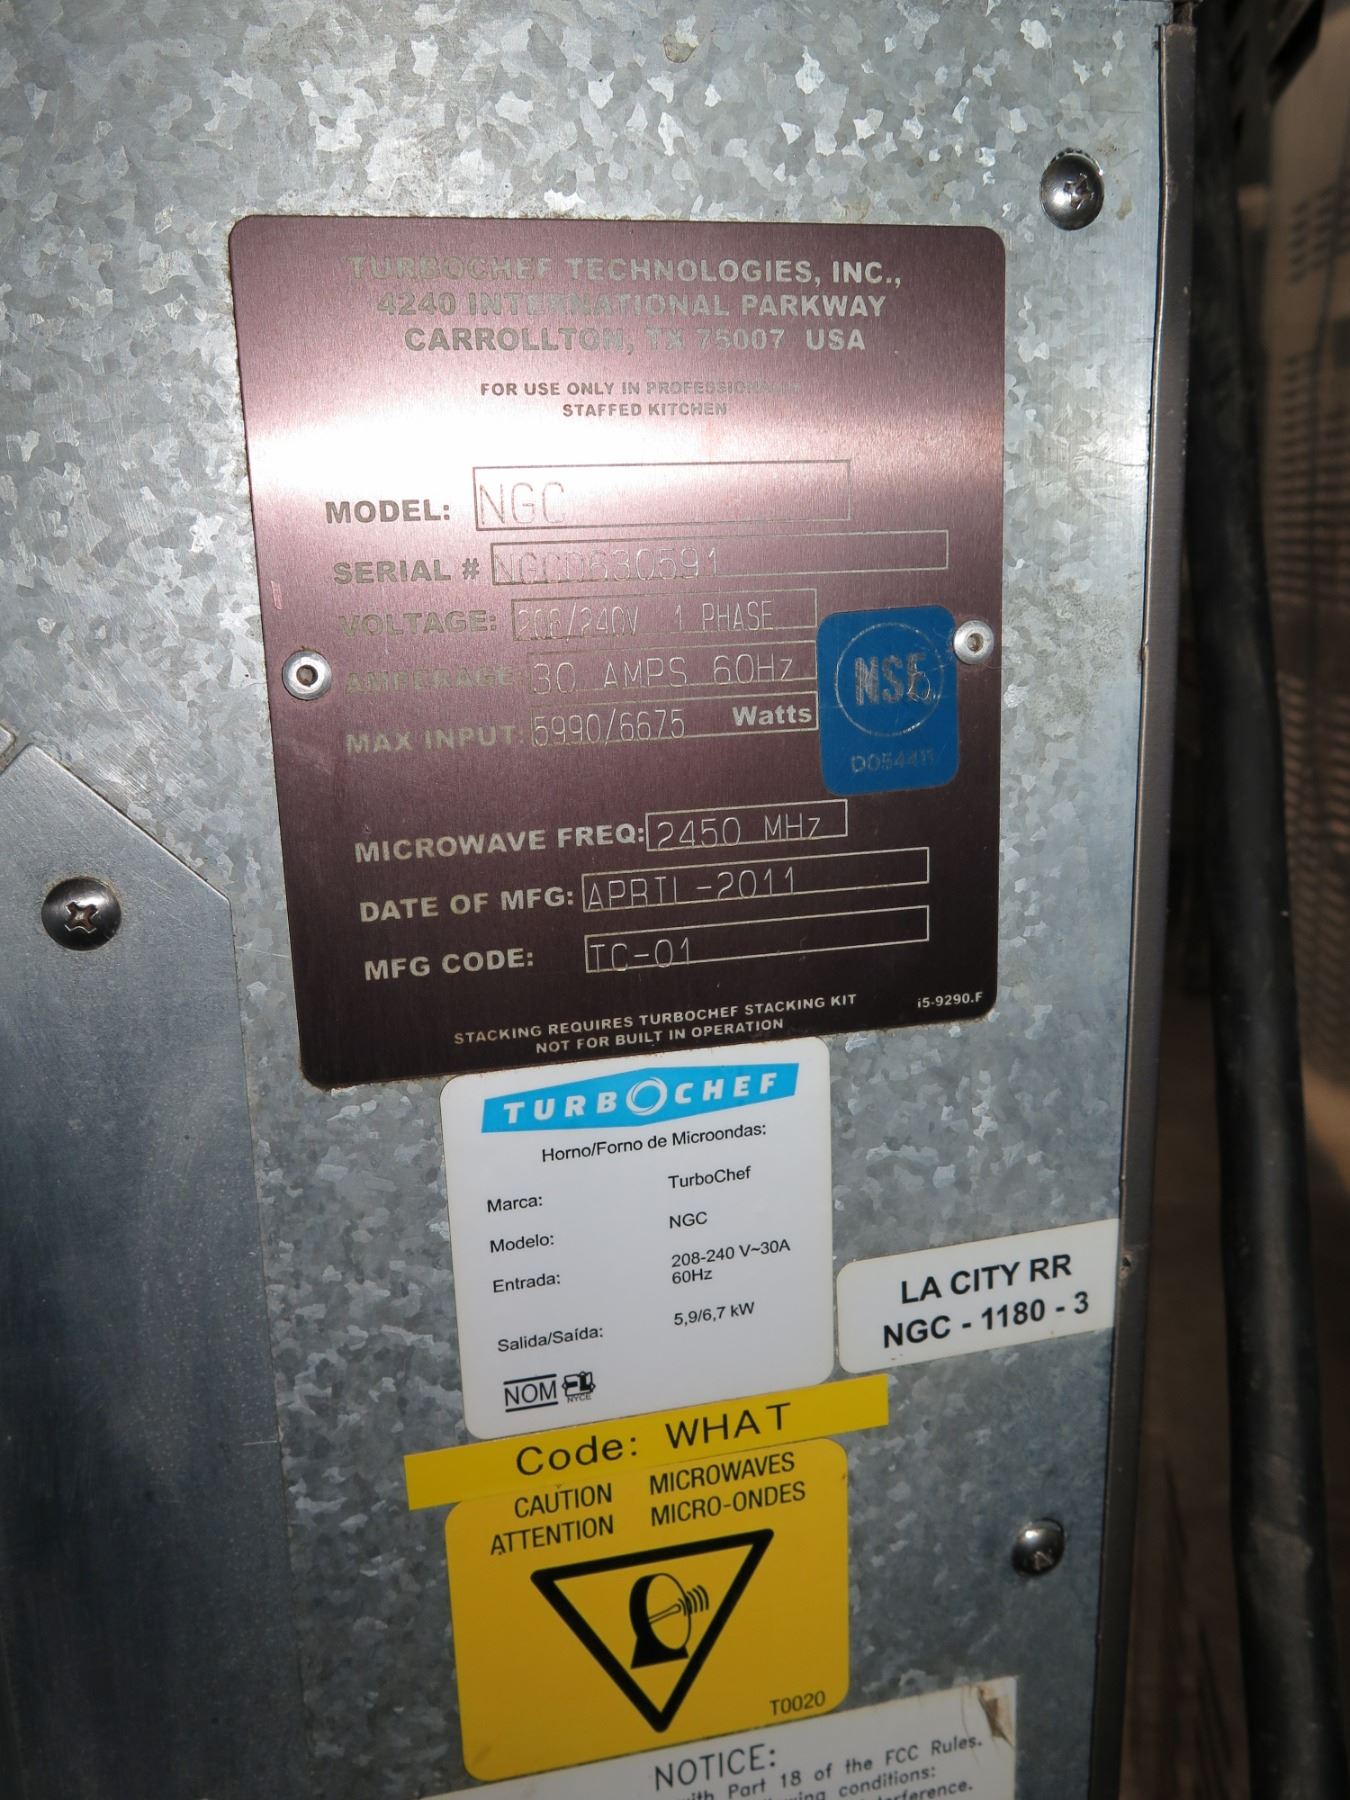 TURBOCHEF TECHNOLOGIES, INC.,
4240 INTERNATIONAL PARKWAY
CARROLLTON, TX 75007 USA
FOR USE ONLY IN PROFESSIONALLY
STAFFED KITCHEN
MODEL: NGC
SERIAL # NGCD630591
VOLTAGE: 208/240V 1 PHASE
AMPERAGE: 30 AMPS 60Hz
MAX INPUT: 5990/6675 Watts
NSF
D054411
MICROWAVE FREQ: 2450 MHz
DATE OF MFG: APRIL-2011
MFG CODE: TC-01
STACKING REQUIRES TURBOCHEF STACKING KIT
NOT FOR BUILT IN OPERATION
i5-9290.F
TURBOCHEF
Horno/Forno de Microondas:
Marca: TurboChef
Modelo: NGC
Entrada: 208-240 V~30A
60Hz
Salida/Saída: 5,9/6,7 kW
NOM NYCE
LA CITY RR
NGC - 1180 - 3
Code: WHAT
CAUTION MICROWAVES
ATTENTION MICRO-ONDES
T0020
NOTICE:
with Part 18 of the FCC Rules.
conditions: